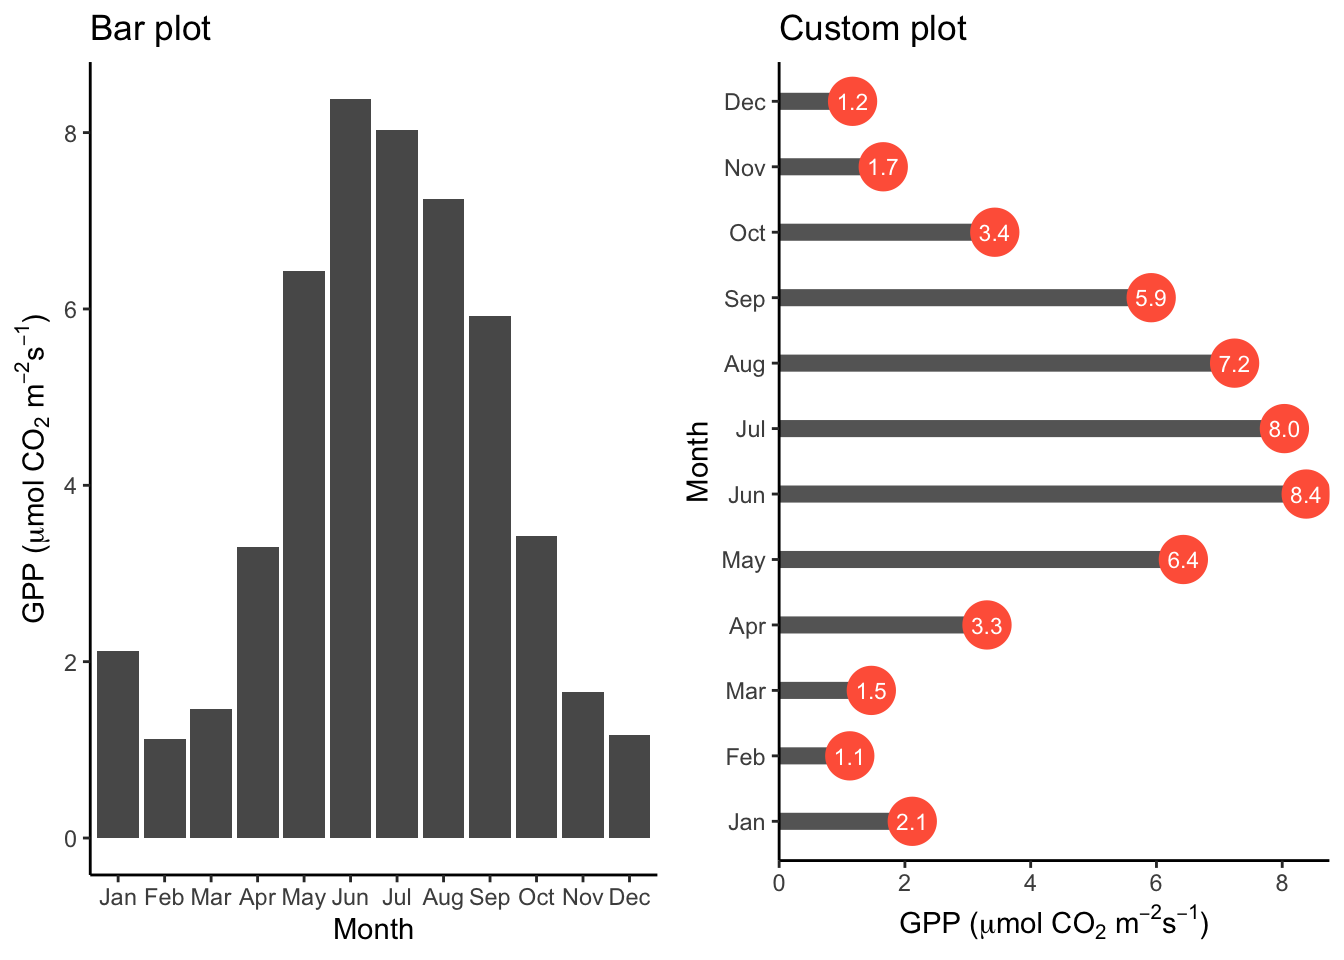 Bar plot
8
6
4
2
0
GPP (μmol CO₂ m⁻²s⁻¹)
Jan Feb Mar Apr May Jun Jul Aug Sep Oct Nov Dec
Month
Custom plot
Month
Dec 1.2
Nov 1.7
Oct 3.4
Sep 5.9
Aug 7.2
Jul 8.0
Jun 8.4
May 6.4
Apr 3.3
Mar 1.5
Feb 1.1
Jan 2.1
0 2 4 6 8
GPP (μmol CO₂ m⁻²s⁻¹)